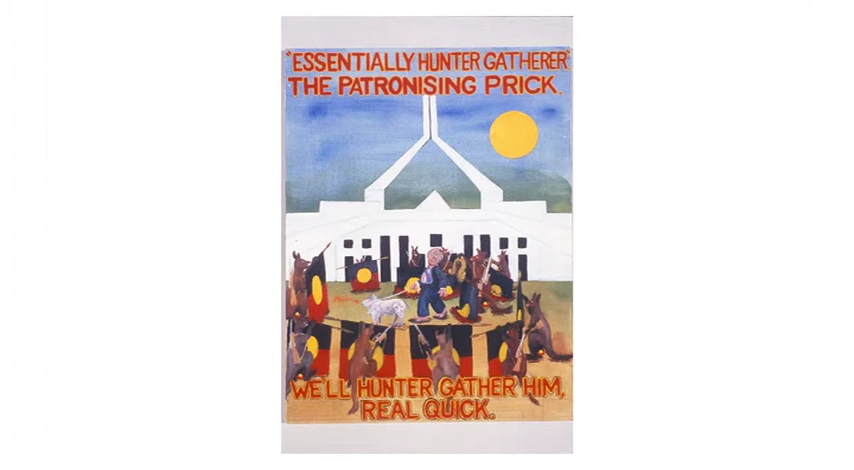 "ESSENTIALLY HUNTER GATHERER"
THE PATRONISING PRICK.
WE'LL HUNTER GATHER HIM,
REAL QUICK.